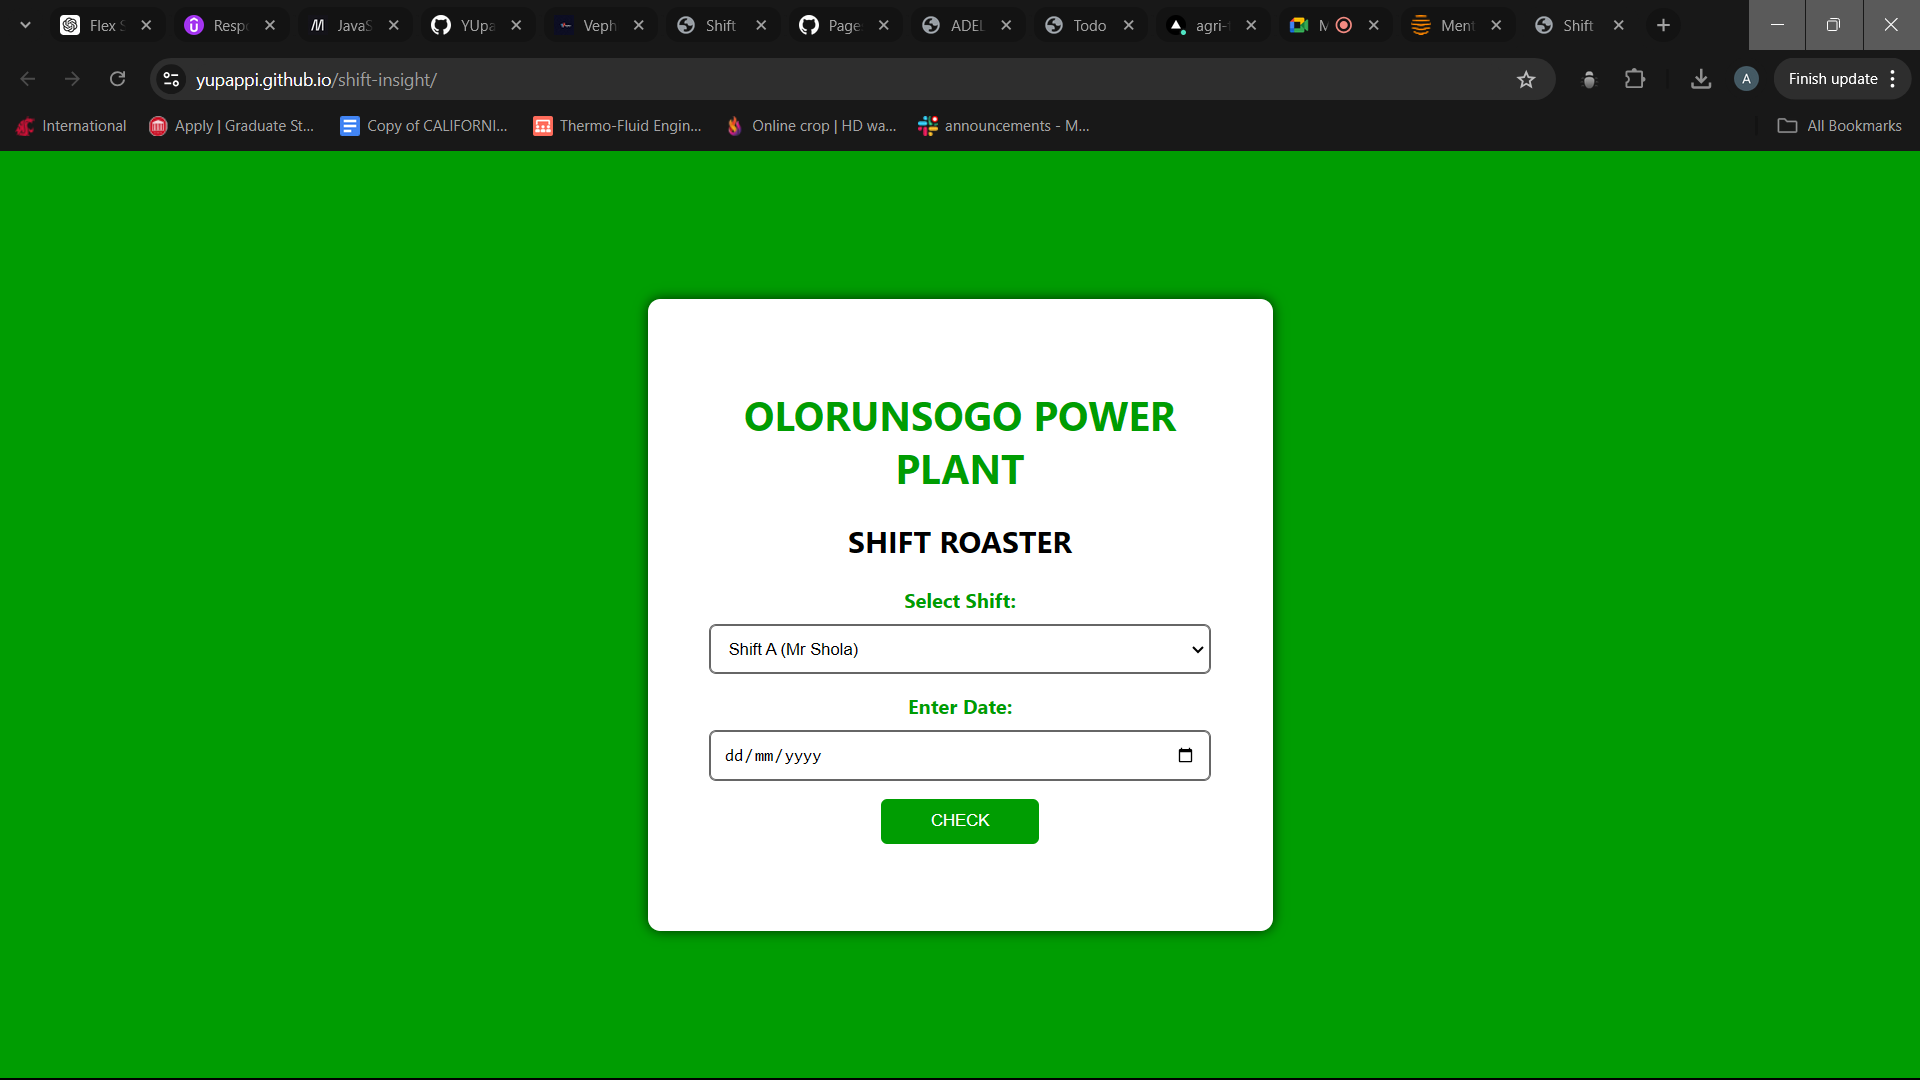 Flex S
Resp
JavaS
YUpa
Veph
Shift
Page
ADEL
Todo
agri-
M
Ment
Shift
yupappi.github.io/shift-insight/
A
Finish update
International
Apply | Graduate St...
Copy of CALIFORNI...
Thermo-Fluid Engin...
Online crop | HD wa...
announcements - M...
All Bookmarks
OLORUNSOGO POWER
PLANT
SHIFT ROASTER
Select Shift:
Shift A (Mr Shola)
Enter Date:
dd/mm/yyyy
CHECK